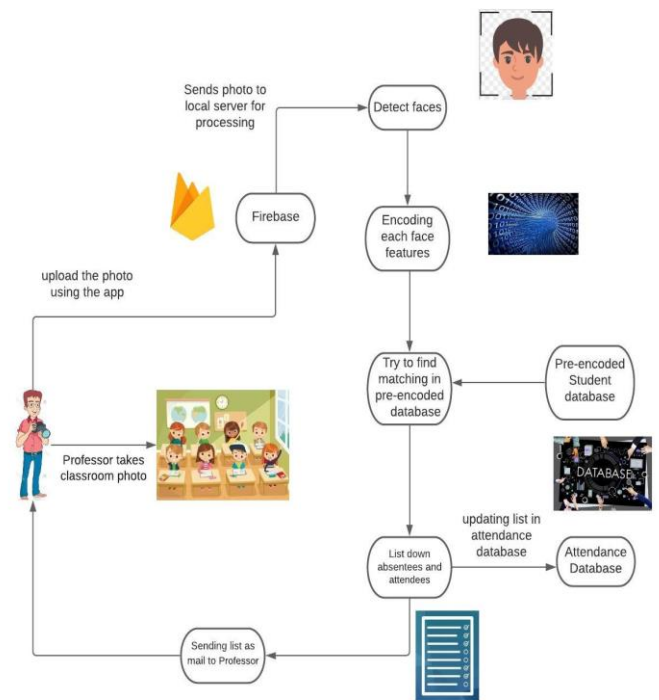 Sends photo to
local server for
processing
Detect faces
Firebase
Encoding
each face
features
upload the photo
using the app
Try to find
matching in
pre-encoded
database
Pre-encoded
Student
database
Professor takes
classroom photo
DATABASE
updating list in
attendance
database
List down
absentees and
attendees
Attendance
Database
Sending list as
mail to Professor